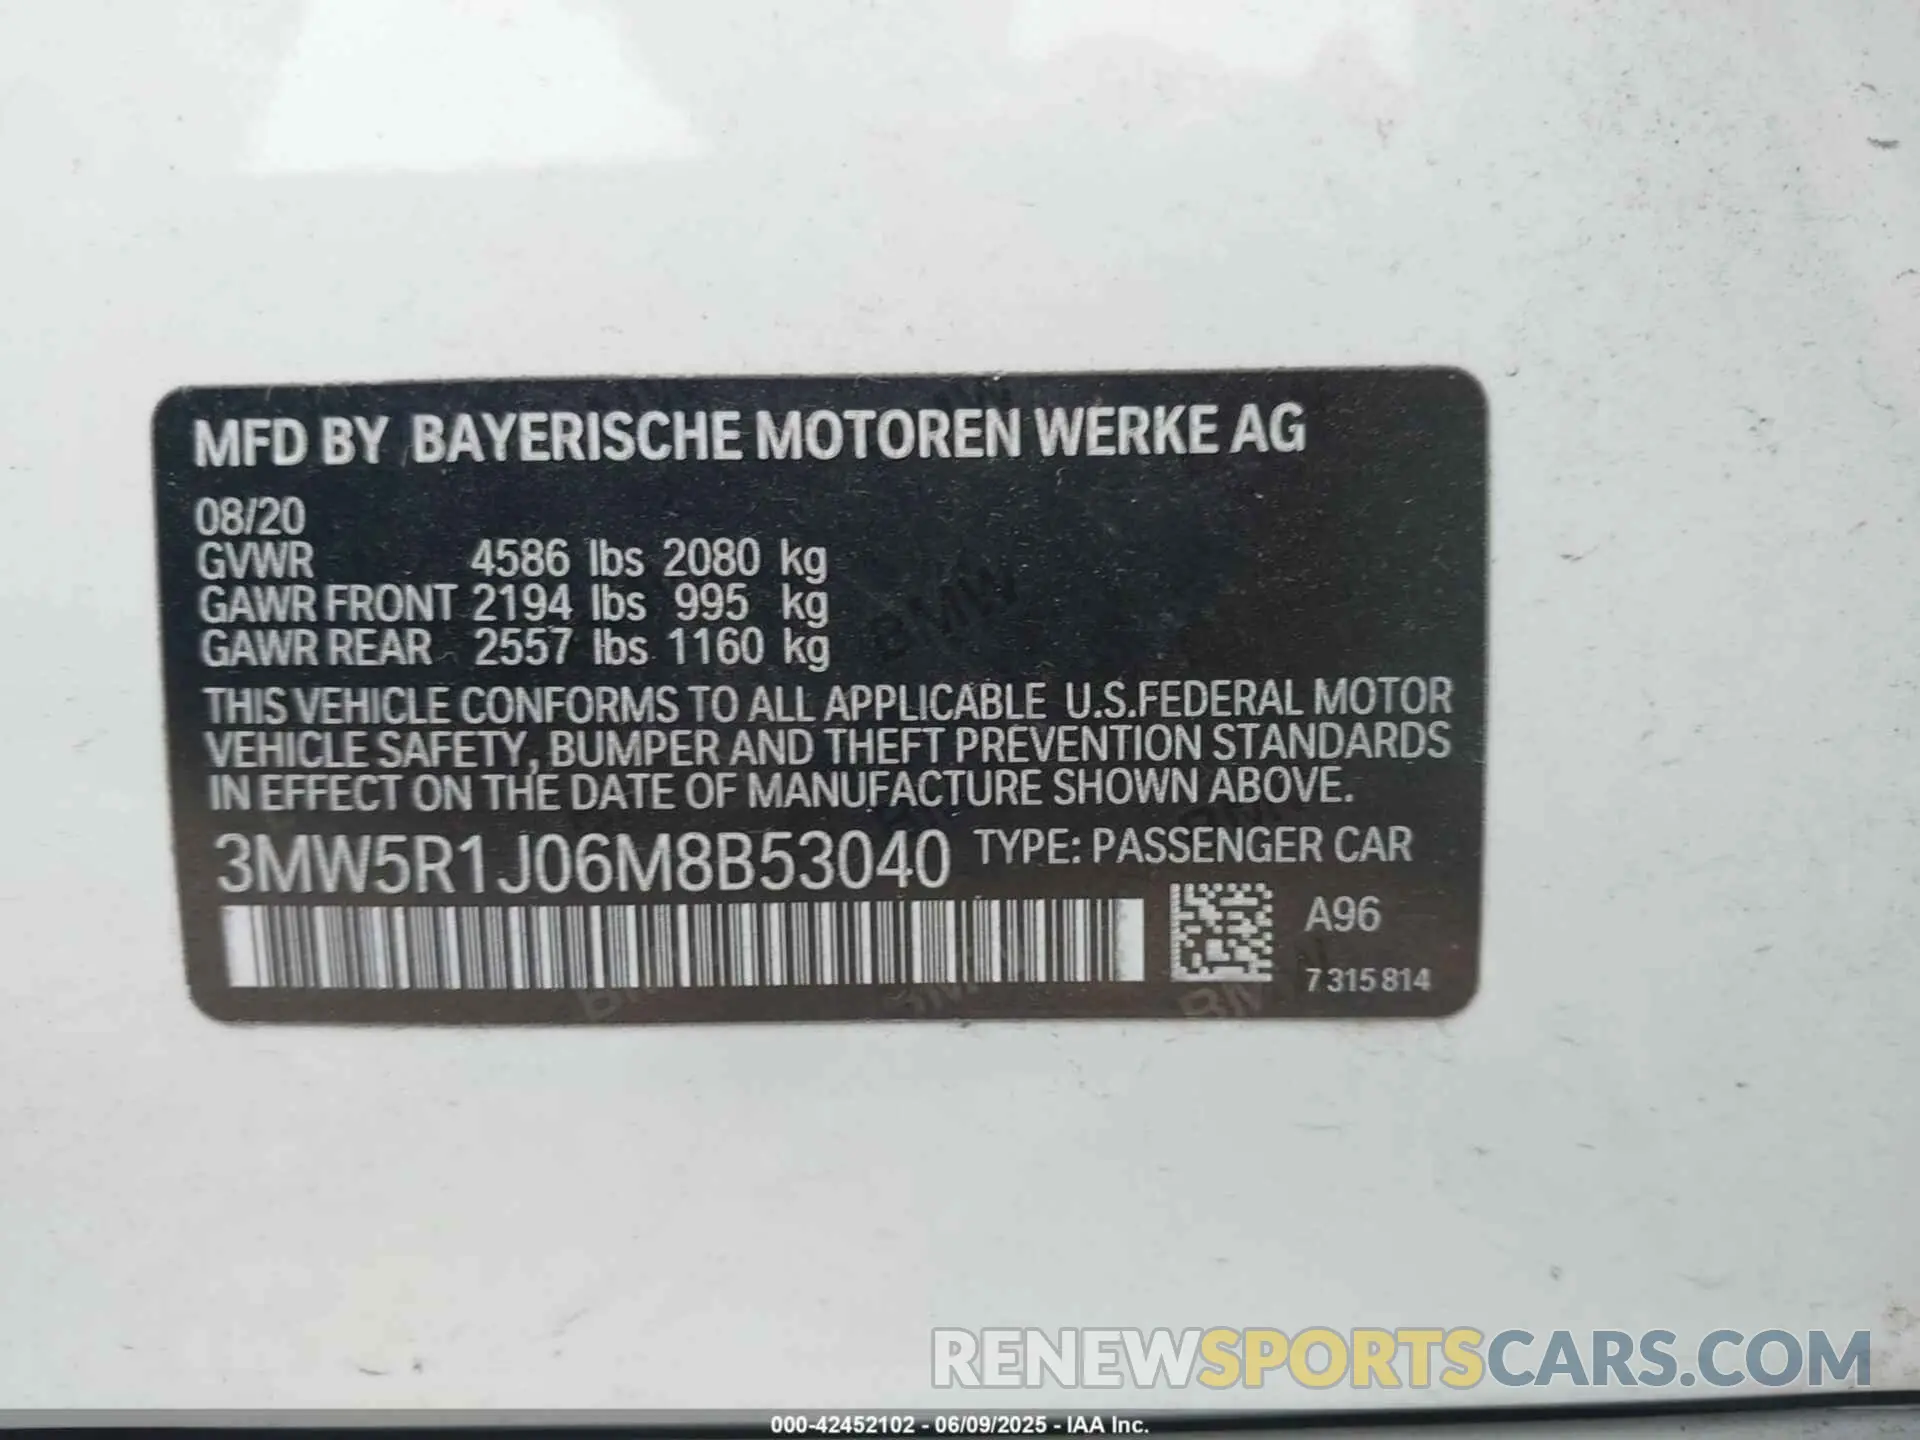 MFD BY BAYERISCHE MOTOREN WERKE AG
08/20
GVWR 4586 lbs 2080 kg
GAWR FRONT 2194 lbs 995 kg
GAWR REAR 2557 lbs 1160 kg
THIS VEHICLE CONFORMS TO ALL APPLICABLE U.S.FEDERAL MOTOR
VEHICLE SAFETY, BUMPER AND THEFT PREVENTION STANDARDS
IN EFFECT ON THE DATE OF MANUFACTURE SHOWN ABOVE.
3MW5R1J06M8B53040 TYPE: PASSENGER CAR
A96
7 315 814
RENEWSPORTSCARS.COM
000-42452102 - 06/09/2025 - IAA Inc.